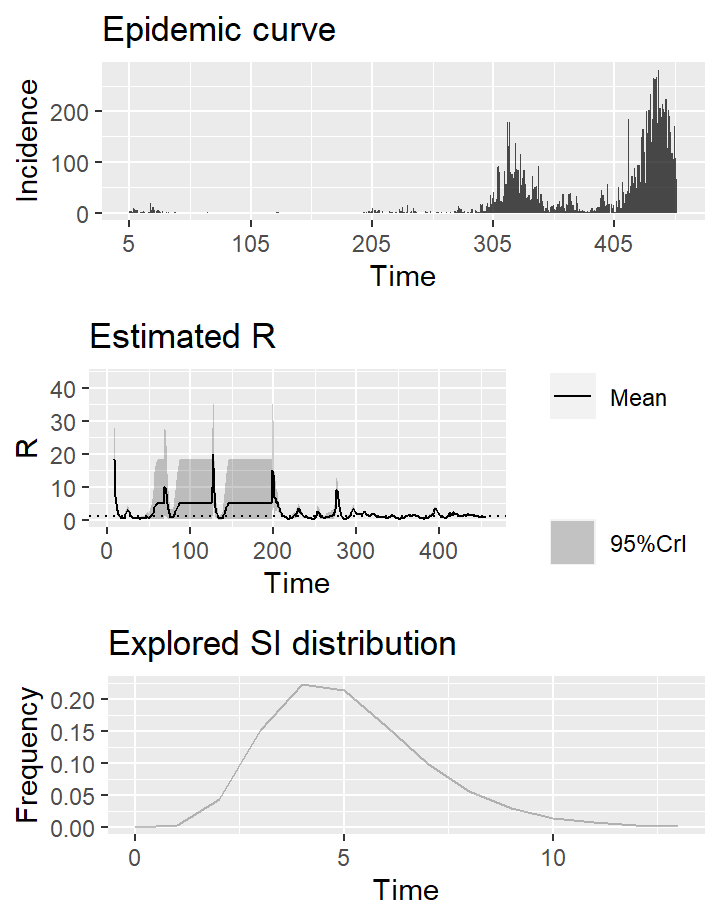 Epidemic curve
Incidence
200
100
0
5 105 205 305 405
Time
Estimated R
R
40
30
20
10
0
0 100 200 300 400
Time
Mean
95%CrI
Explored SI distribution
Frequency
0.20
0.15
0.10
0.05
0.00
0 5 10
Time